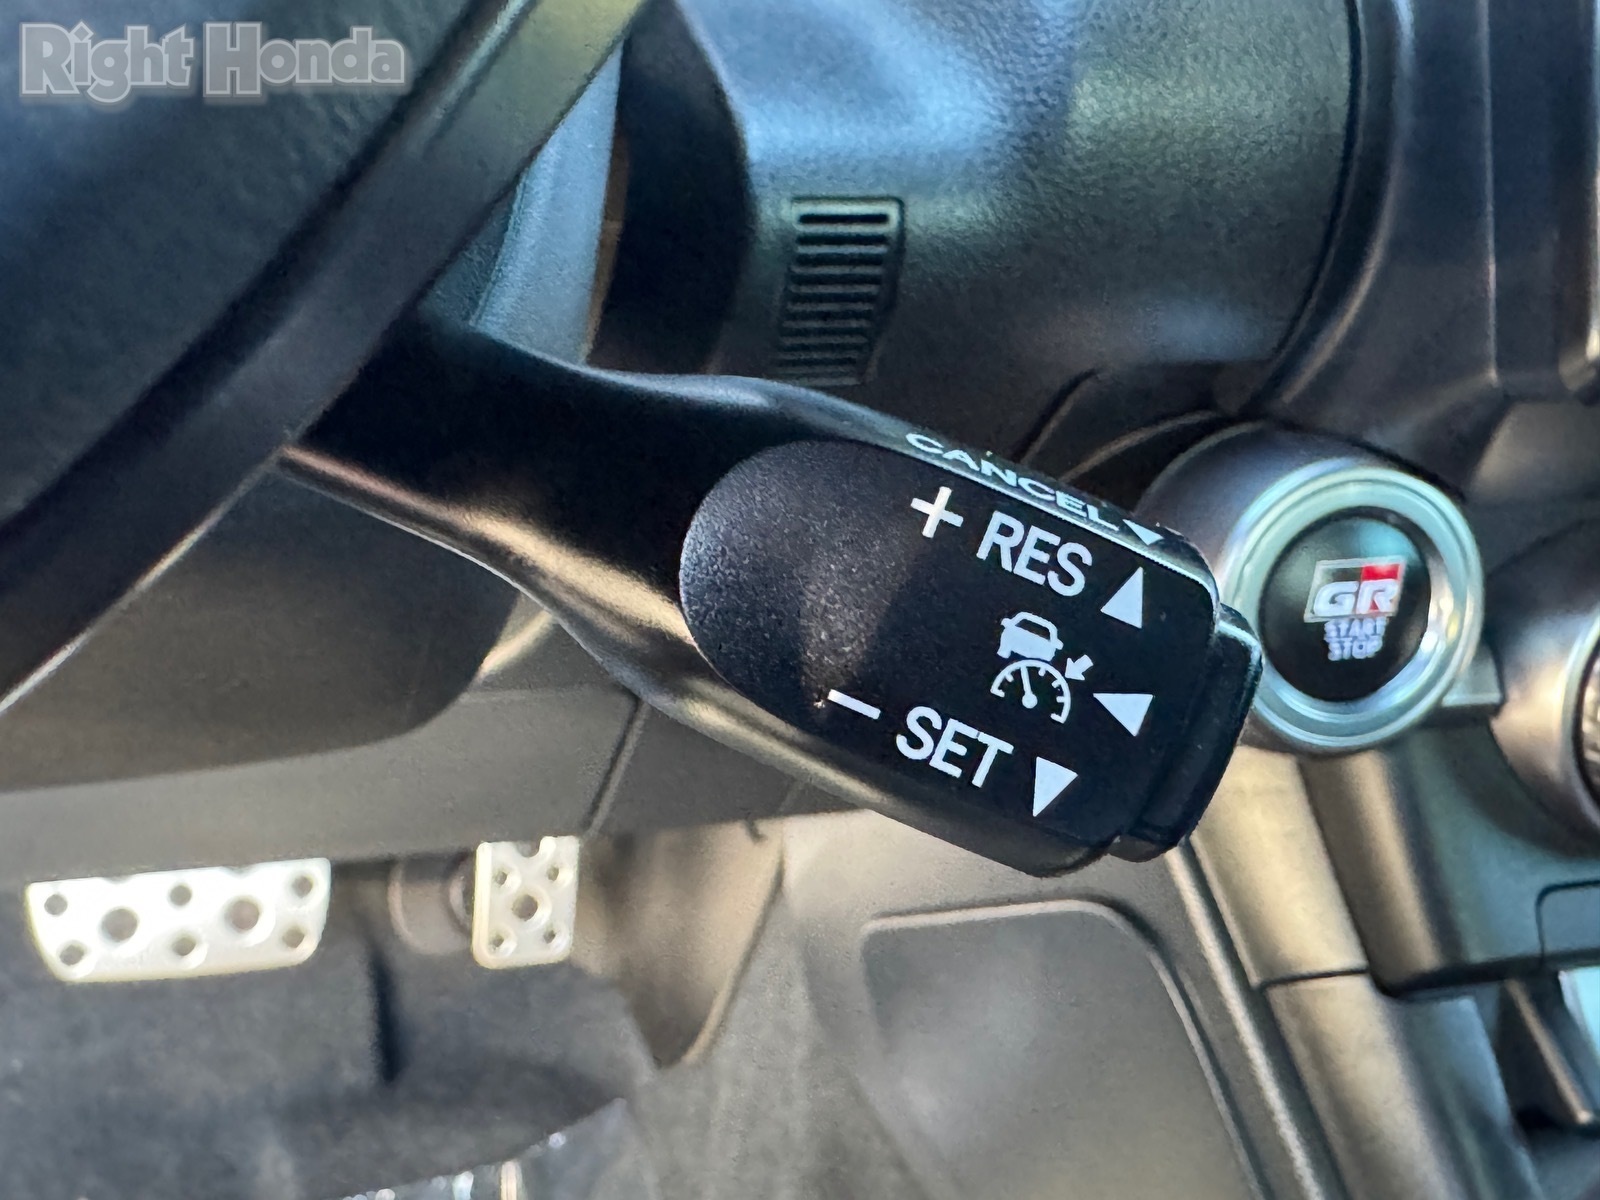 Right Honda
CANCEL
+ RES
− SET
GR
START
STOP